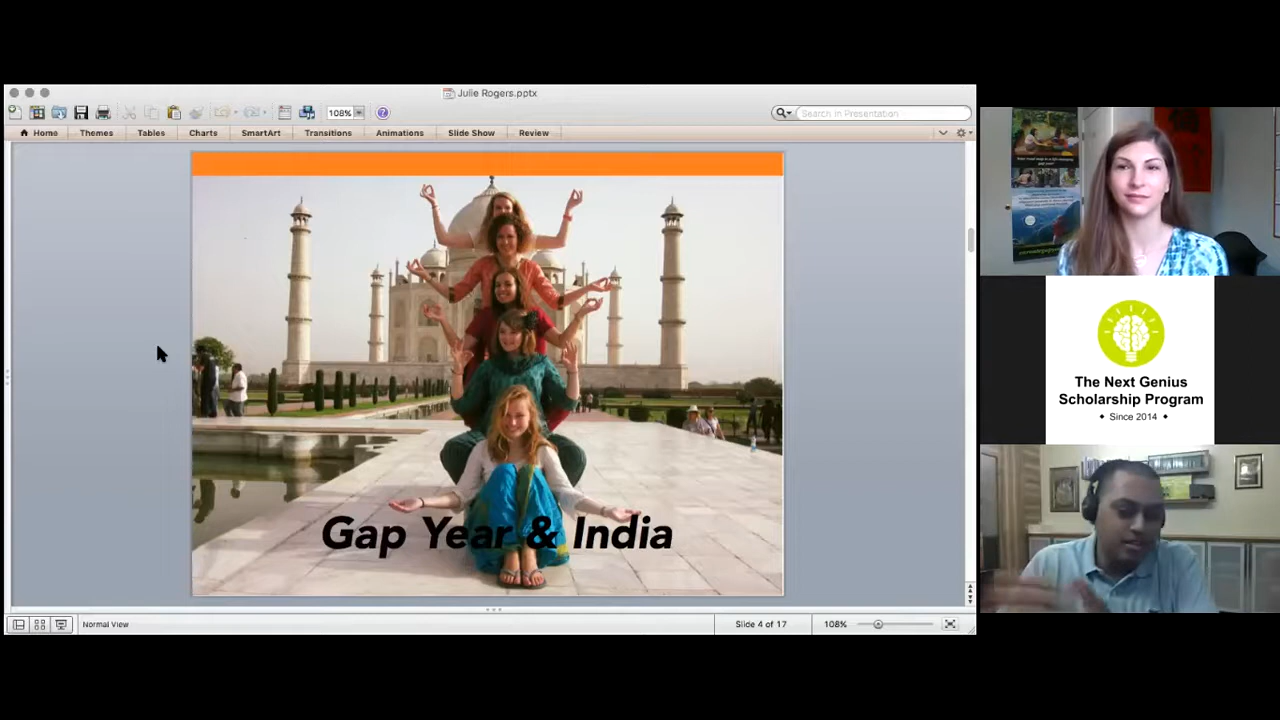 Julie Rogers.pptx
108%
Search in Presentation
Home Themes Tables Charts SmartArt Transitions Animations Slide Show Review
Gap Year & India
Normal View
Slide 4 of 17
108%
The Next Genius
Scholarship Program
Since 2014